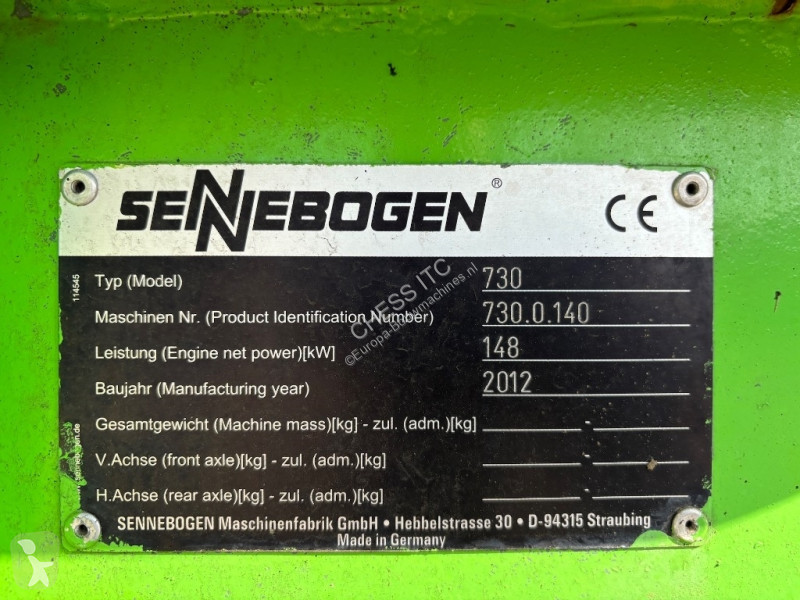 SENNEBOGEN®
CE
114545
Typ (Model) 730
Maschinen Nr. (Product Identification Number) 730.0.140
Leistung (Engine net power)[kW] 148
Baujahr (Manufacturing year) 2012
Gesamtgewicht (Machine mass)[kg] - zul. (adm.)[kg] -
V.Achse (front axle)[kg] - zul. (adm.)[kg] -
H.Achse (rear axle)[kg] - zul. (adm.)[kg] -
SENNEBOGEN Maschinenfabrik GmbH • Hebbelstrasse 30 • D-94315 Straubing
Made in Germany
CHESS ITC
©Europa-Bouwmachines.nl